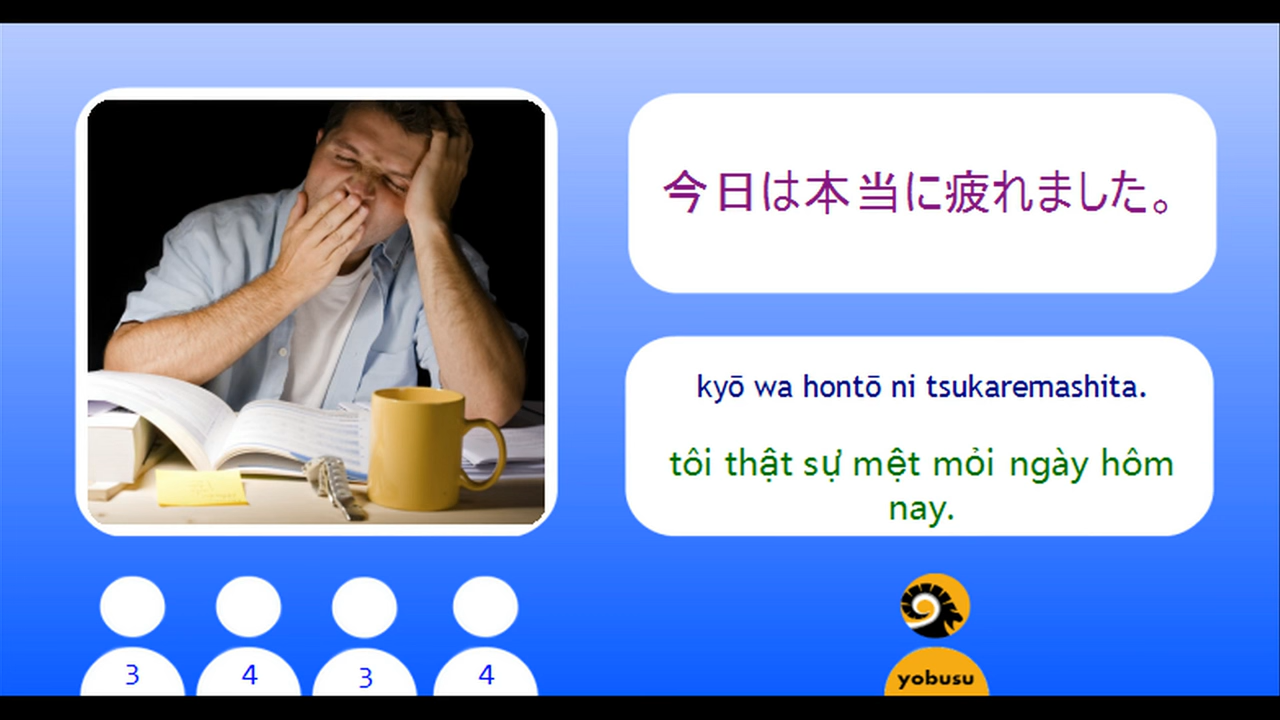 今日は本当に疲れました。
kyō wa hontō ni tsukaremashita.
tôi thật sự mệt mỏi ngày hôm
nay.
3 4 3 4
yobusu